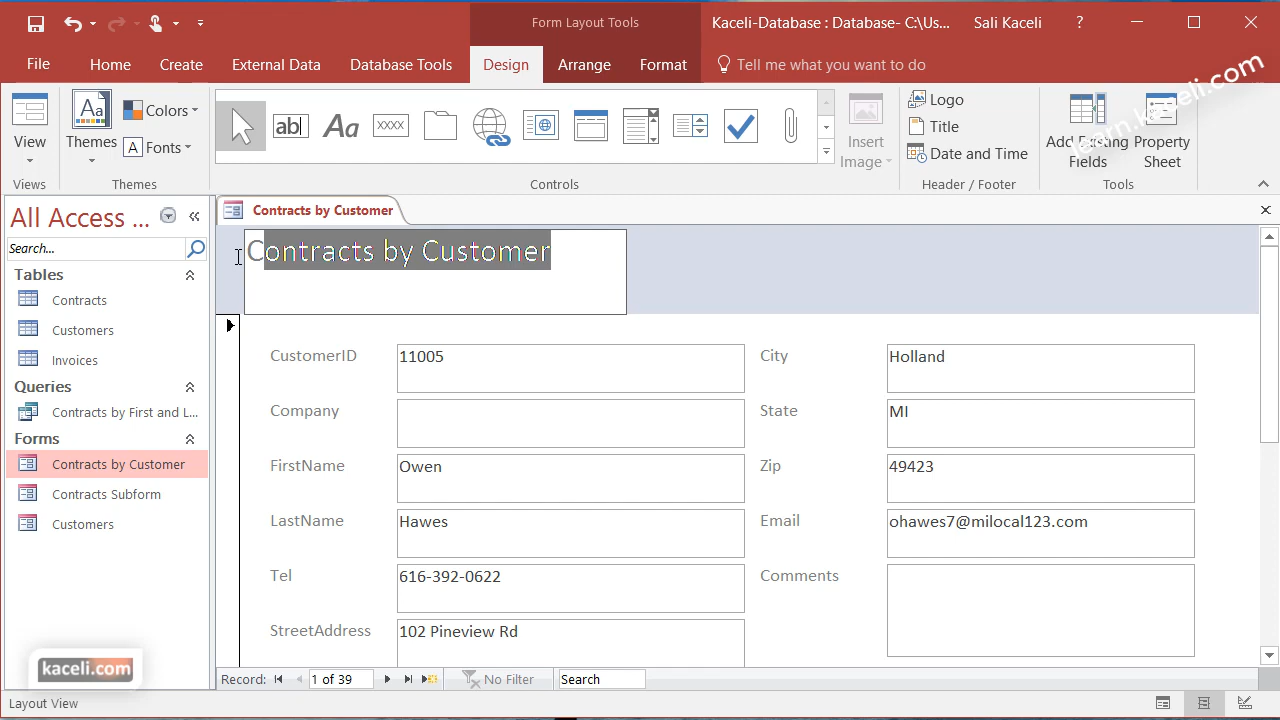 Form Layout Tools
Kaceli-Database : Database- C:\Us...
Sali Kaceli
?
File
Home
Create
External Data
Database Tools
Design
Arrange
Format
Tell me what you want to do
learn.kaceli.com
View
Aa
Themes
Colors
A Fonts
ab
Aa
XXXX
Insert
Image
Logo
Title
Date and Time
Add Existing
Fields
Property
Sheet
Views
Themes
Controls
Header / Footer
Tools
All Access ...
Search...
Tables
Contracts
Customers
Invoices
Queries
Contracts by First and L...
Forms
Contracts by Customer
Contracts Subform
Customers
Contracts by Customer
Contracts by Customer
CustomerID 11005
City Holland
Company
State MI
FirstName Owen
Zip 49423
LastName Hawes
Email ohawes7@milocal123.com
Tel 616-392-0622
Comments
StreetAddress 102 Pineview Rd
kaceli.com
Record: 1 of 39
No Filter
Search
Layout View